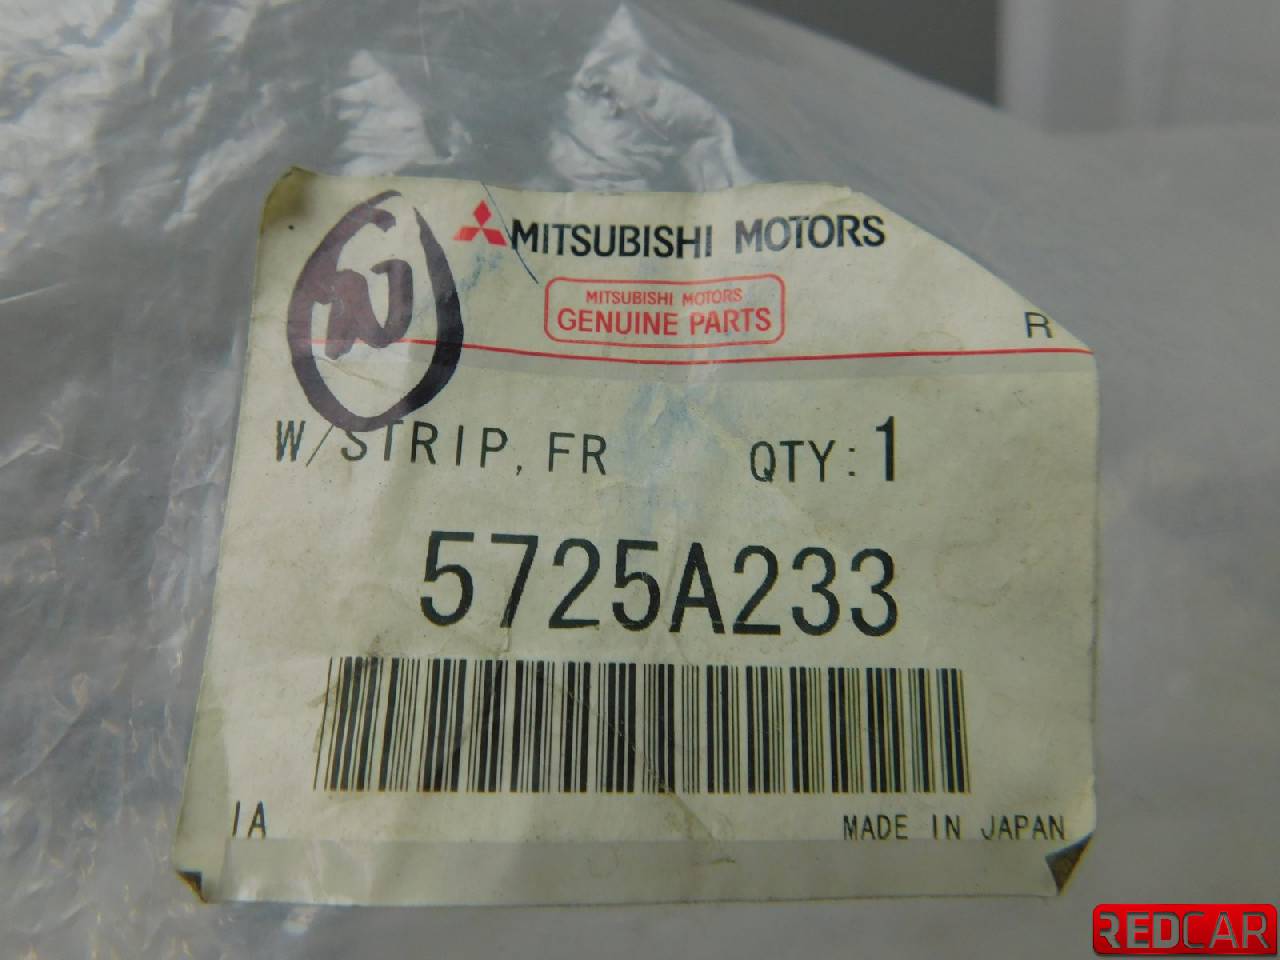 MITSUBISHI MOTORS
MITSUBISHI MOTORS
GENUINE PARTS
R
W/STRIP, FR QTY:1
5725A233
IA MADE IN JAPAN
REDCAR